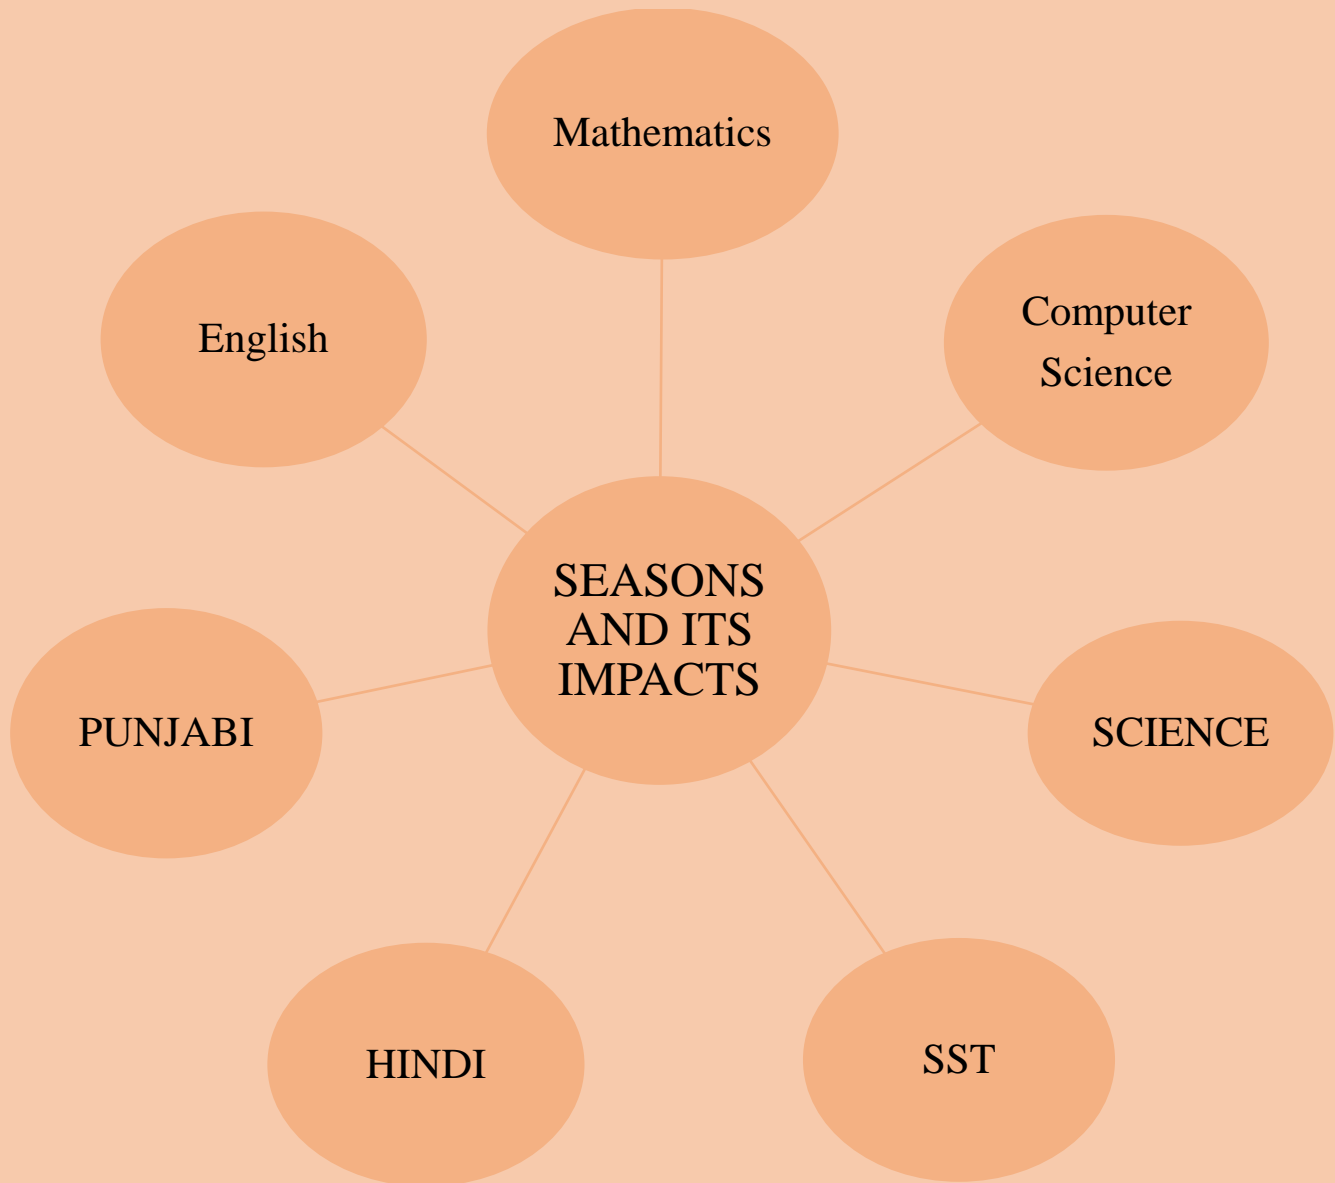 Mathematics
English
Computer
Science
SEASONS
AND ITS
IMPACTS
PUNJABI
SCIENCE
HINDI
SST